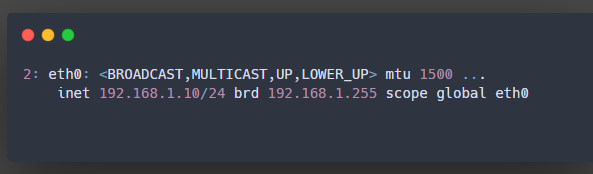 2: eth0: <BROADCAST,MULTICAST,UP,LOWER_UP> mtu 1500 ...
inet 192.168.1.10/24 brd 192.168.1.255 scope global eth0